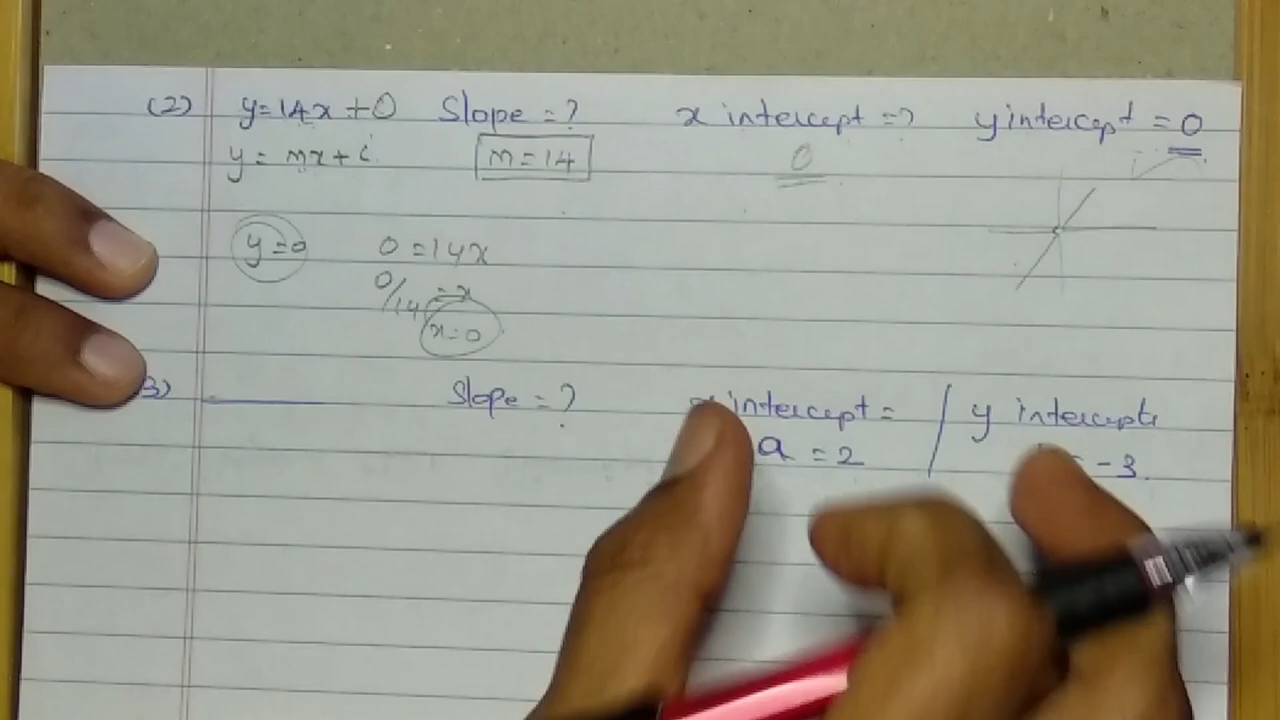 (2) y=14x+0 Slope = ? x intercept = ? y intercept = 0
y = mx + c m = 14 0
y=0 0 = 14x
0/14 = x
x=0
3) Slope = ? intercept = / y intercept
a = 2 -3